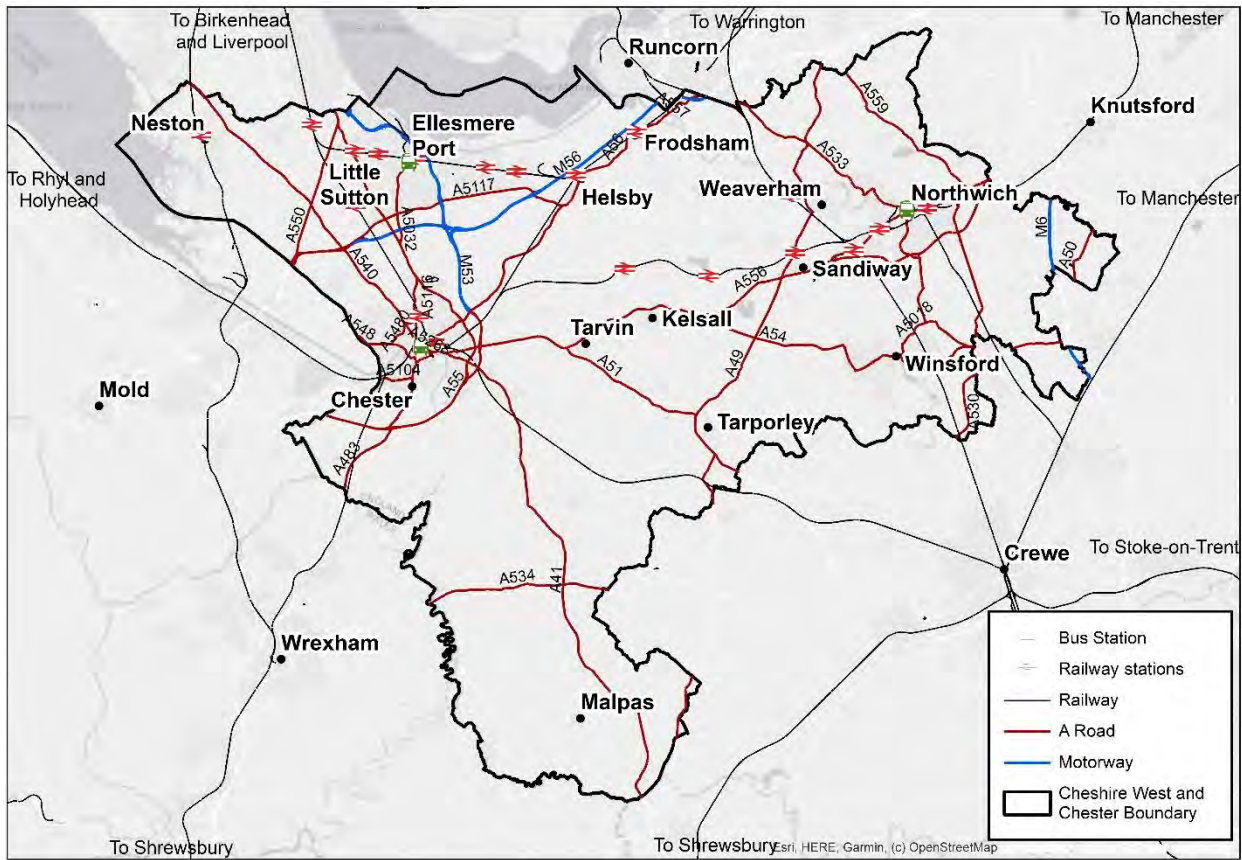 To Birkenhead
and Liverpool
To Warrington
To Manchester
Runcorn
Knutsford
Neston
Ellesmere
Port
Little
Sutton
Frodsham
Helsby
M56
A56
A559
A533
Weaverham
Northwich
To Rhyl and
Holyhead
To Manchester
A5117
A550
A5032
A540
M53
M6
A50
Sandiway
A556
A5116
A548
A5480
A5268
A5104
Chester
A55
A483
Tarvin
Kelsall
A54
A51
A49
A5018
Winsford
A530
Tarporley
Mold
ENGLAND
Crewe
To Stoke-on-Trent
A534
A41
Wrexham
Malpas
Bus Station
Railway stations
Railway
A Road
Motorway
Cheshire West and
Chester Boundary
To Shrewsbury
To Shrewsbury
Esri, HERE, Garmin, (c) OpenStreetMap